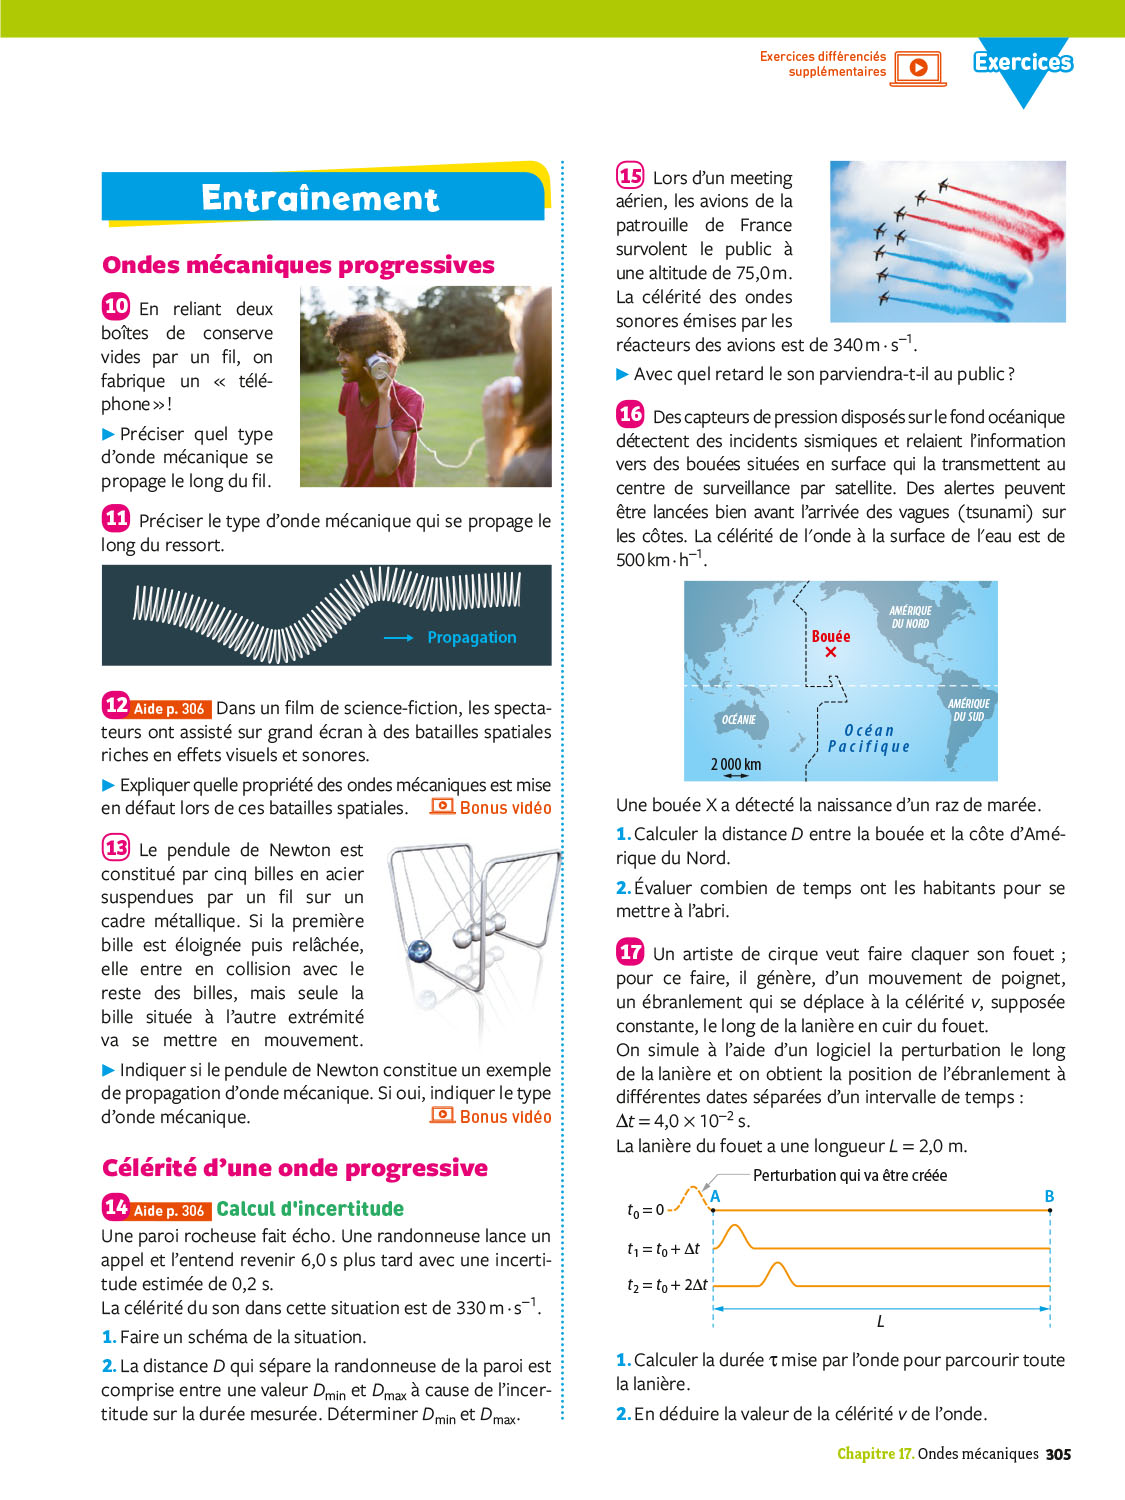 Exercices différenciés
supplémentaires
Exercices
Entraînement
Ondes mécaniques progressives
10 En reliant deux
boîtes de conserve
vides par un fil, on
fabrique un « télé-
phone » !
▶ Préciser quel type
d'onde mécanique se
propage le long du fil.
11 Préciser le type d'onde mécanique qui se propage le
long du ressort.
Propagation
12 Aide p. 306 Dans un film de science-fiction, les specta-
teurs ont assisté sur grand écran à des batailles spatiales
riches en effets visuels et sonores.
▶ Expliquer quelle propriété des ondes mécaniques est mise
en défaut lors de ces batailles spatiales. Bonus vidéo
13 Le pendule de Newton est
constitué par cinq billes en acier
suspendues par un fil sur un
cadre métallique. Si la première
bille est éloignée puis relâchée,
elle entre en collision avec le
reste des billes, mais seule la
bille située à l'autre extrémité
va se mettre en mouvement.
▶ Indiquer si le pendule de Newton constitue un exemple
de propagation d'onde mécanique. Si oui, indiquer le type
d'onde mécanique. Bonus vidéo
Célérité d'une onde progressive
14 Aide p. 306 Calcul d'incertitude
Une paroi rocheuse fait écho. Une randonneuse lance un
appel et l'entend revenir 6,0 s plus tard avec une incerti-
tude estimée de 0,2 s.
La célérité du son dans cette situation est de 330 m · s⁻¹.
1. Faire un schéma de la situation.
2. La distance D qui sépare la randonneuse de la paroi est
comprise entre une valeur Dmin et Dmax à cause de l'incer-
titude sur la durée mesurée. Déterminer Dmin et Dmax.
15 Lors d'un meeting
aérien, les avions de la
patrouille de France
survolent le public à
une altitude de 75,0 m.
La célérité des ondes
sonores émises par les
réacteurs des avions est de 340 m · s⁻¹.
▶ Avec quel retard le son parviendra-t-il au public ?
16 Des capteurs de pression disposés sur le fond océanique
détectent des incidents sismiques et relaient l'information
vers des bouées situées en surface qui la transmettent au
centre de surveillance par satellite. Des alertes peuvent
être lancées bien avant l'arrivée des vagues (tsunami) sur
les côtes. La célérité de l'onde à la surface de l'eau est de
500 km · h⁻¹.
AMÉRIQUE
DU NORD
Bouée
AMÉRIQUE
DU SUD
OCÉANIE
Océan
Pacifique
2 000 km
Une bouée X a détecté la naissance d'un raz de marée.
1. Calculer la distance D entre la bouée et la côte d'Amé-
rique du Nord.
2. Évaluer combien de temps ont les habitants pour se
mettre à l'abri.
17 Un artiste de cirque veut faire claquer son fouet ;
pour ce faire, il génère, d'un mouvement de poignet,
un ébranlement qui se déplace à la célérité v, supposée
constante, le long de la lanière en cuir du fouet.
On simule à l'aide d'un logiciel la perturbation le long
de la lanière et on obtient la position de l'ébranlement à
différentes dates séparées d'un intervalle de temps :
Δt = 4,0 × 10⁻² s.
La lanière du fouet a une longueur L = 2,0 m.
Perturbation qui va être créée
t₀ = 0 A B
t₁ = t₀ + Δt
t₂ = t₀ + 2Δt
L
1. Calculer la durée τ mise par l'onde pour parcourir toute
la lanière.
2. En déduire la valeur de la célérité v de l'onde.
Chapitre 17. Ondes mécaniques 305